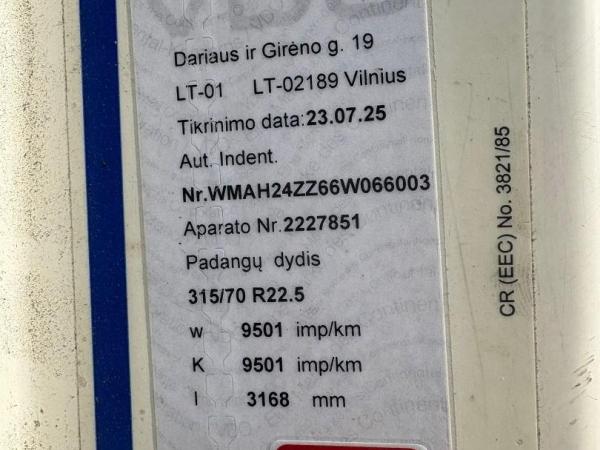 Dariaus ir Girėno g. 19
LT-01 LT-02189 Vilnius
Tikrinimo data:23.07.25
Aut. Indent.
Nr.WMAH24ZZ66W066003
Aparato Nr.2227851
Padangų dydis
315/70 R22.5
w 9501 imp/km
K 9501 imp/km
l 3168 mm
CR (EEC) No. 3821/85